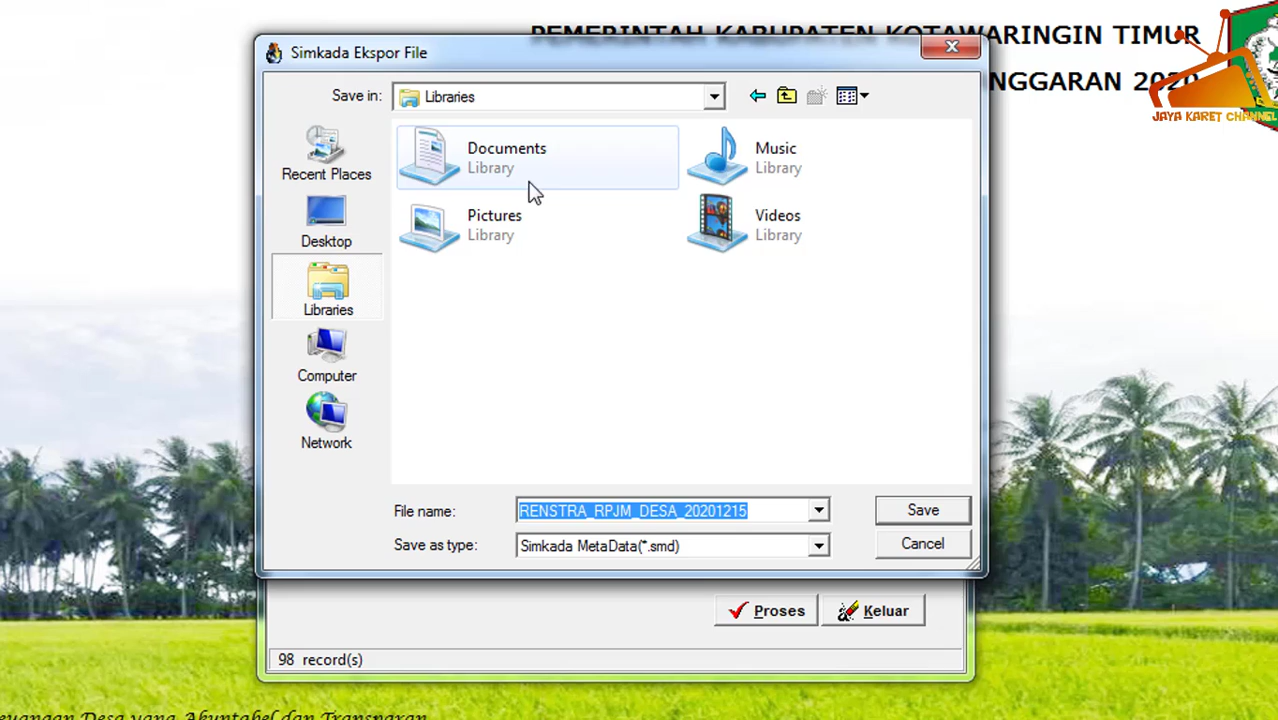 PEMERINTAH KABUPATEN KOTAWARINGIN TIMUR
NGGARAN 2020
JAYA KARET CHANNEL
Simkada Ekspor File
Save in:
Libraries
Recent Places
Desktop
Libraries
Computer
Network
Documents
Library
Music
Library
Pictures
Library
Videos
Library
File name:
RENSTRA_RPJM_DESA_20201215
Save
Save as type:
Simkada MetaData(*.smd)
Cancel
Proses
Keluar
98 record(s)
euangan Desa yang Akuntabel dan Transparan